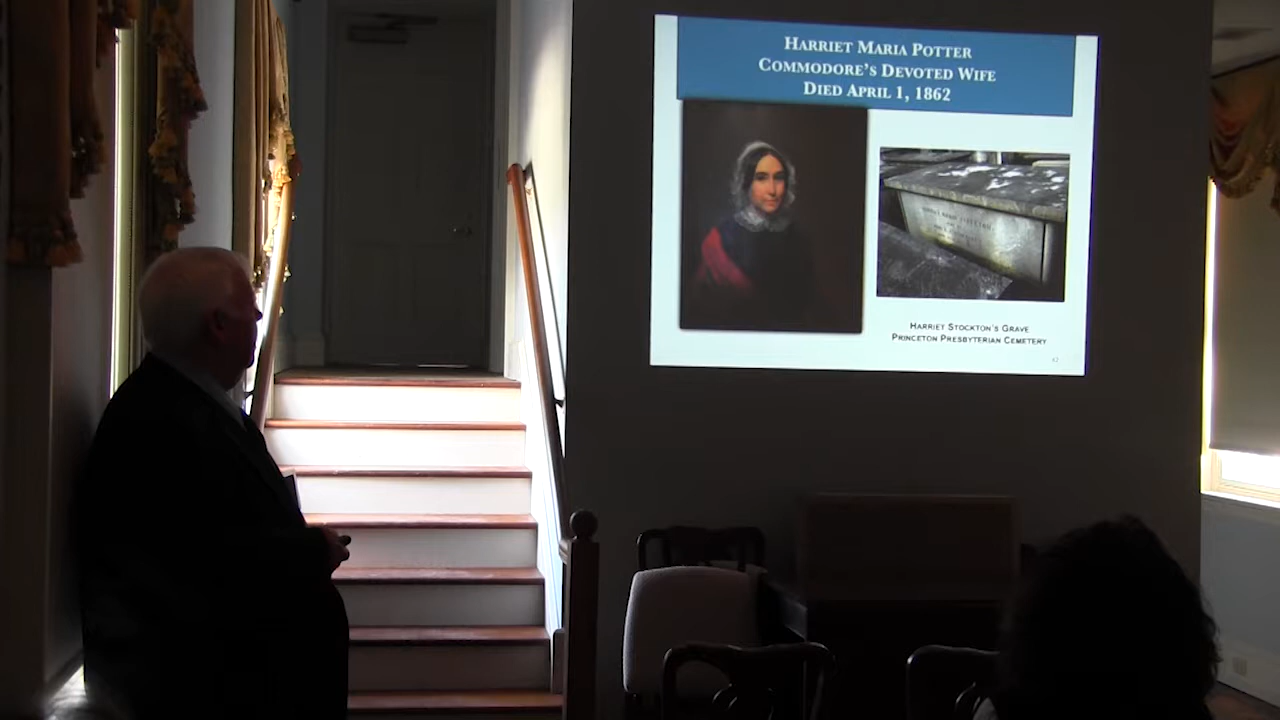 HARRIET MARIA POTTER
COMMODORE'S DEVOTED WIFE
DIED APRIL 1, 1862
HARRIET STOCKTON'S GRAVE
PRINCETON PRESBYTERIAN CEMETERY